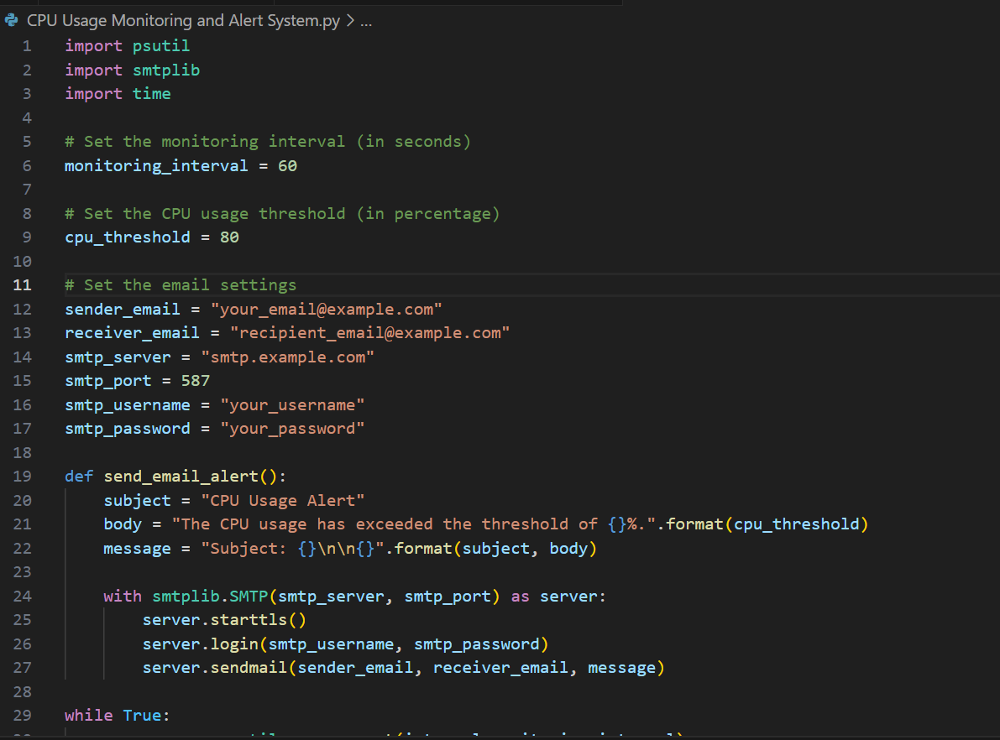 CPU Usage Monitoring and Alert System.py > ...
1 import psutil
2 import smtplib
3 import time
4
5 # Set the monitoring interval (in seconds)
6 monitoring_interval = 60
7
8 # Set the CPU usage threshold (in percentage)
9 cpu_threshold = 80
10
11 # Set the email settings
12 sender_email = "your_email@example.com"
13 receiver_email = "recipient_email@example.com"
14 smtp_server = "smtp.example.com"
15 smtp_port = 587
16 smtp_username = "your_username"
17 smtp_password = "your_password"
18
19 def send_email_alert():
20     subject = "CPU Usage Alert"
21     body = "The CPU usage has exceeded the threshold of {}%.".format(cpu_threshold)
22     message = "Subject: {}\n\n{}".format(subject, body)
23
24     with smtplib.SMTP(smtp_server, smtp_port) as server:
25         server.starttls()
26         server.login(smtp_username, smtp_password)
27         server.sendmail(sender_email, receiver_email, message)
28
29 while True: